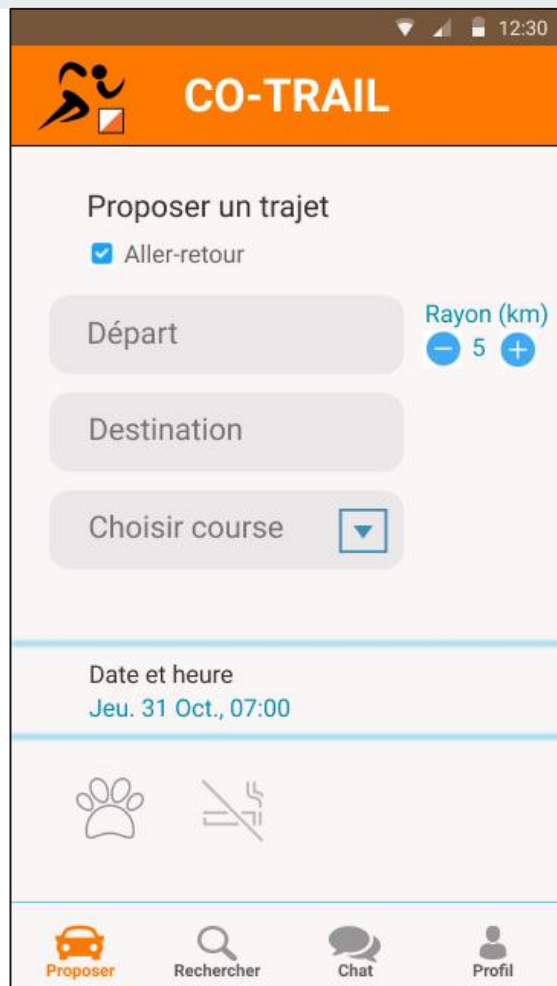 12:30
CO-TRAIL
Proposer un trajet
Aller-retour
Départ
Rayon (km)
5
Destination
Choisir course
Date et heure
Jeu. 31 Oct., 07:00
Proposer Rechercher Chat Profil